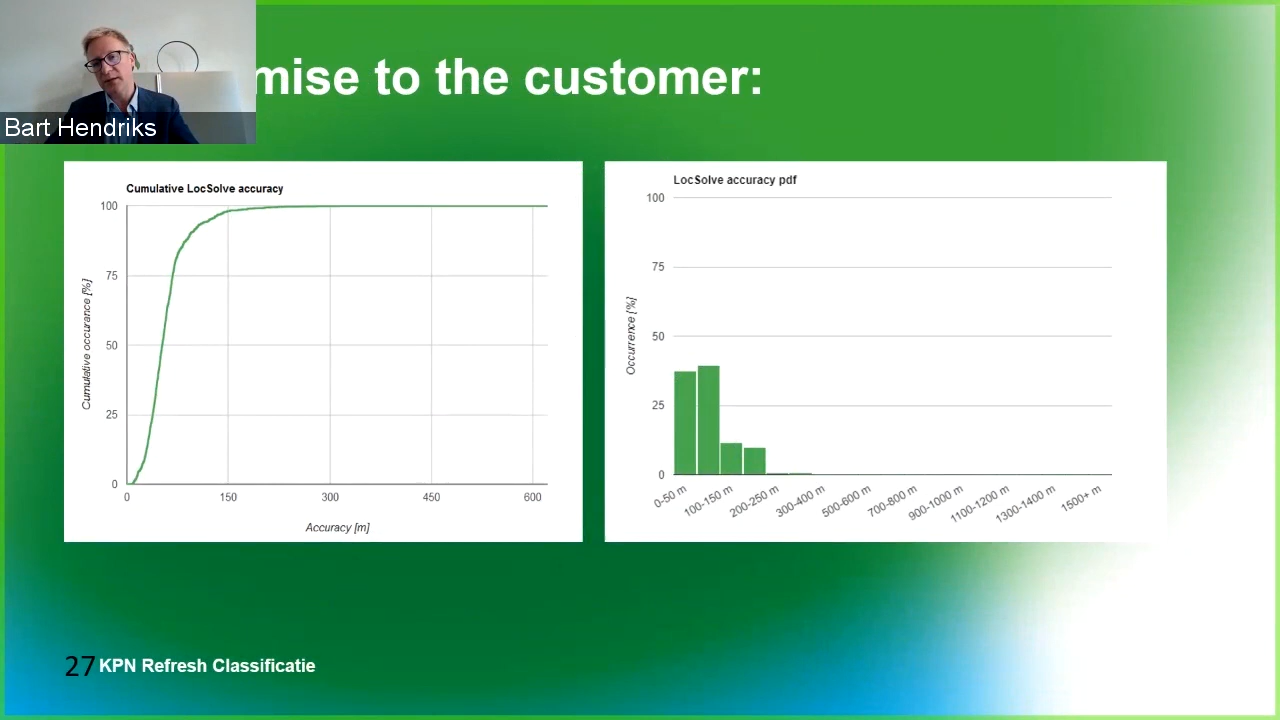 mise to the customer:
Bart Hendriks
Cumulative LocSolve accuracy
Cumulative occurance [%]
100
75
50
25
0
0 150 300 450 600
Accuracy [m]
LocSolve accuracy pdf
Occurrence [%]
100
75
50
25
0
0-50 m 100-150 m 200-250 m 300-400 m 500-600 m 700-800 m 900-1000 m 1100-1200 m 1300-1400 m 1500+ m
27 KPN Refresh Classificatie